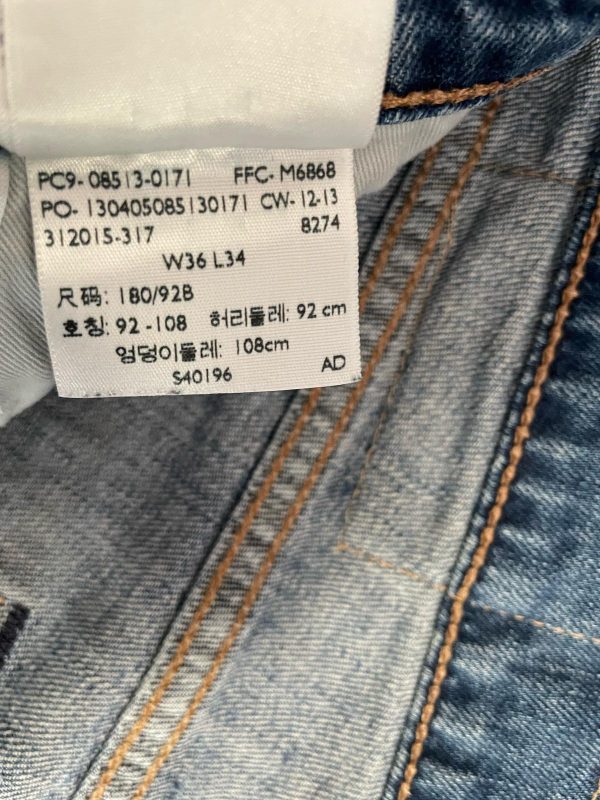 PC9- 08513-0171 FFC- M6868
PO- 130405085130171 CW- 12-13
312015-317 8274
W36 L34
尺码: 180/92B
호칭: 92 -108 허리둘레: 92 cm
엉덩이둘레: 108cm
S40196 AD